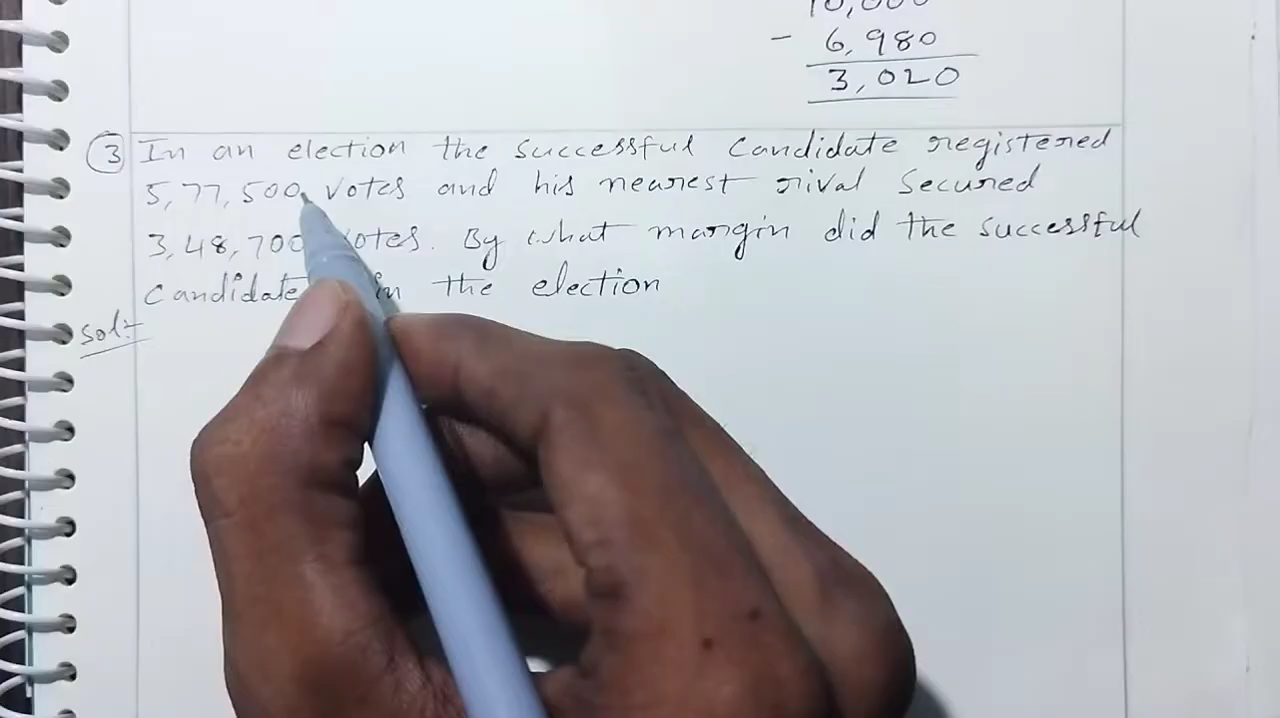 - 6,980
3,020
③ In an election the successful candidate registered
5,77,500 votes and his nearest rival secured
3,48,700 votes. By what margin did the successful
candidate in the election
Sol:-